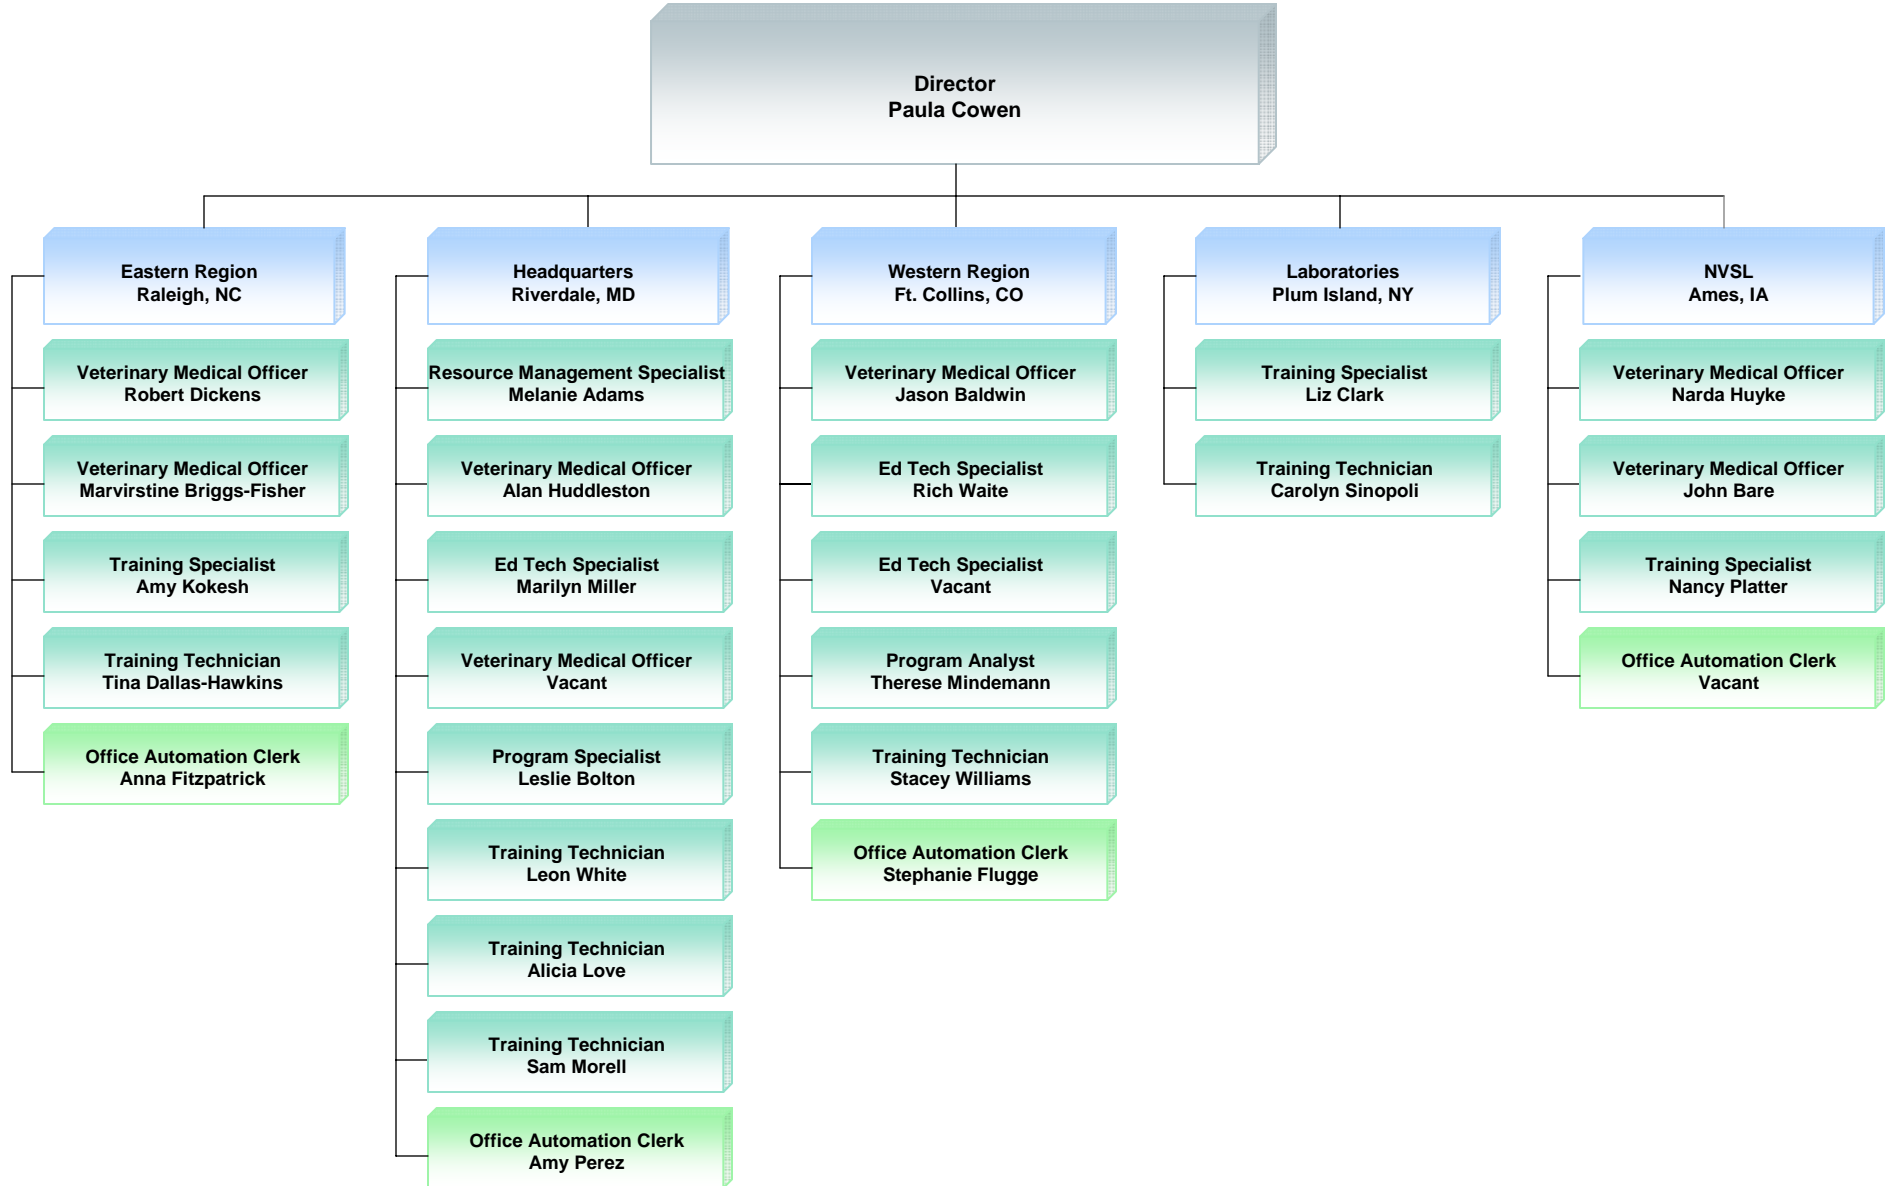 Director
Paula Cowen
Eastern Region
Raleigh, NC
Veterinary Medical Officer
Robert Dickens
Veterinary Medical Officer
Marvirstine Briggs-Fisher
Training Specialist
Amy Kokesh
Training Technician
Tina Dallas-Hawkins
Office Automation Clerk
Anna Fitzpatrick
Headquarters
Riverdale, MD
Resource Management Specialist
Melanie Adams
Veterinary Medical Officer
Alan Huddleston
Ed Tech Specialist
Marilyn Miller
Veterinary Medical Officer
Vacant
Program Specialist
Leslie Bolton
Training Technician
Leon White
Training Technician
Alicia Love
Training Technician
Sam Morell
Office Automation Clerk
Amy Perez
Western Region
Ft. Collins, CO
Veterinary Medical Officer
Jason Baldwin
Ed Tech Specialist
Rich Waite
Ed Tech Specialist
Vacant
Program Analyst
Therese Mindemann
Training Technician
Stacey Williams
Office Automation Clerk
Stephanie Flugge
Laboratories
Plum Island, NY
Training Specialist
Liz Clark
Training Technician
Carolyn Sinopoli
NVSL
Ames, IA
Veterinary Medical Officer
Narda Huyke
Veterinary Medical Officer
John Bare
Training Specialist
Nancy Platter
Office Automation Clerk
Vacant